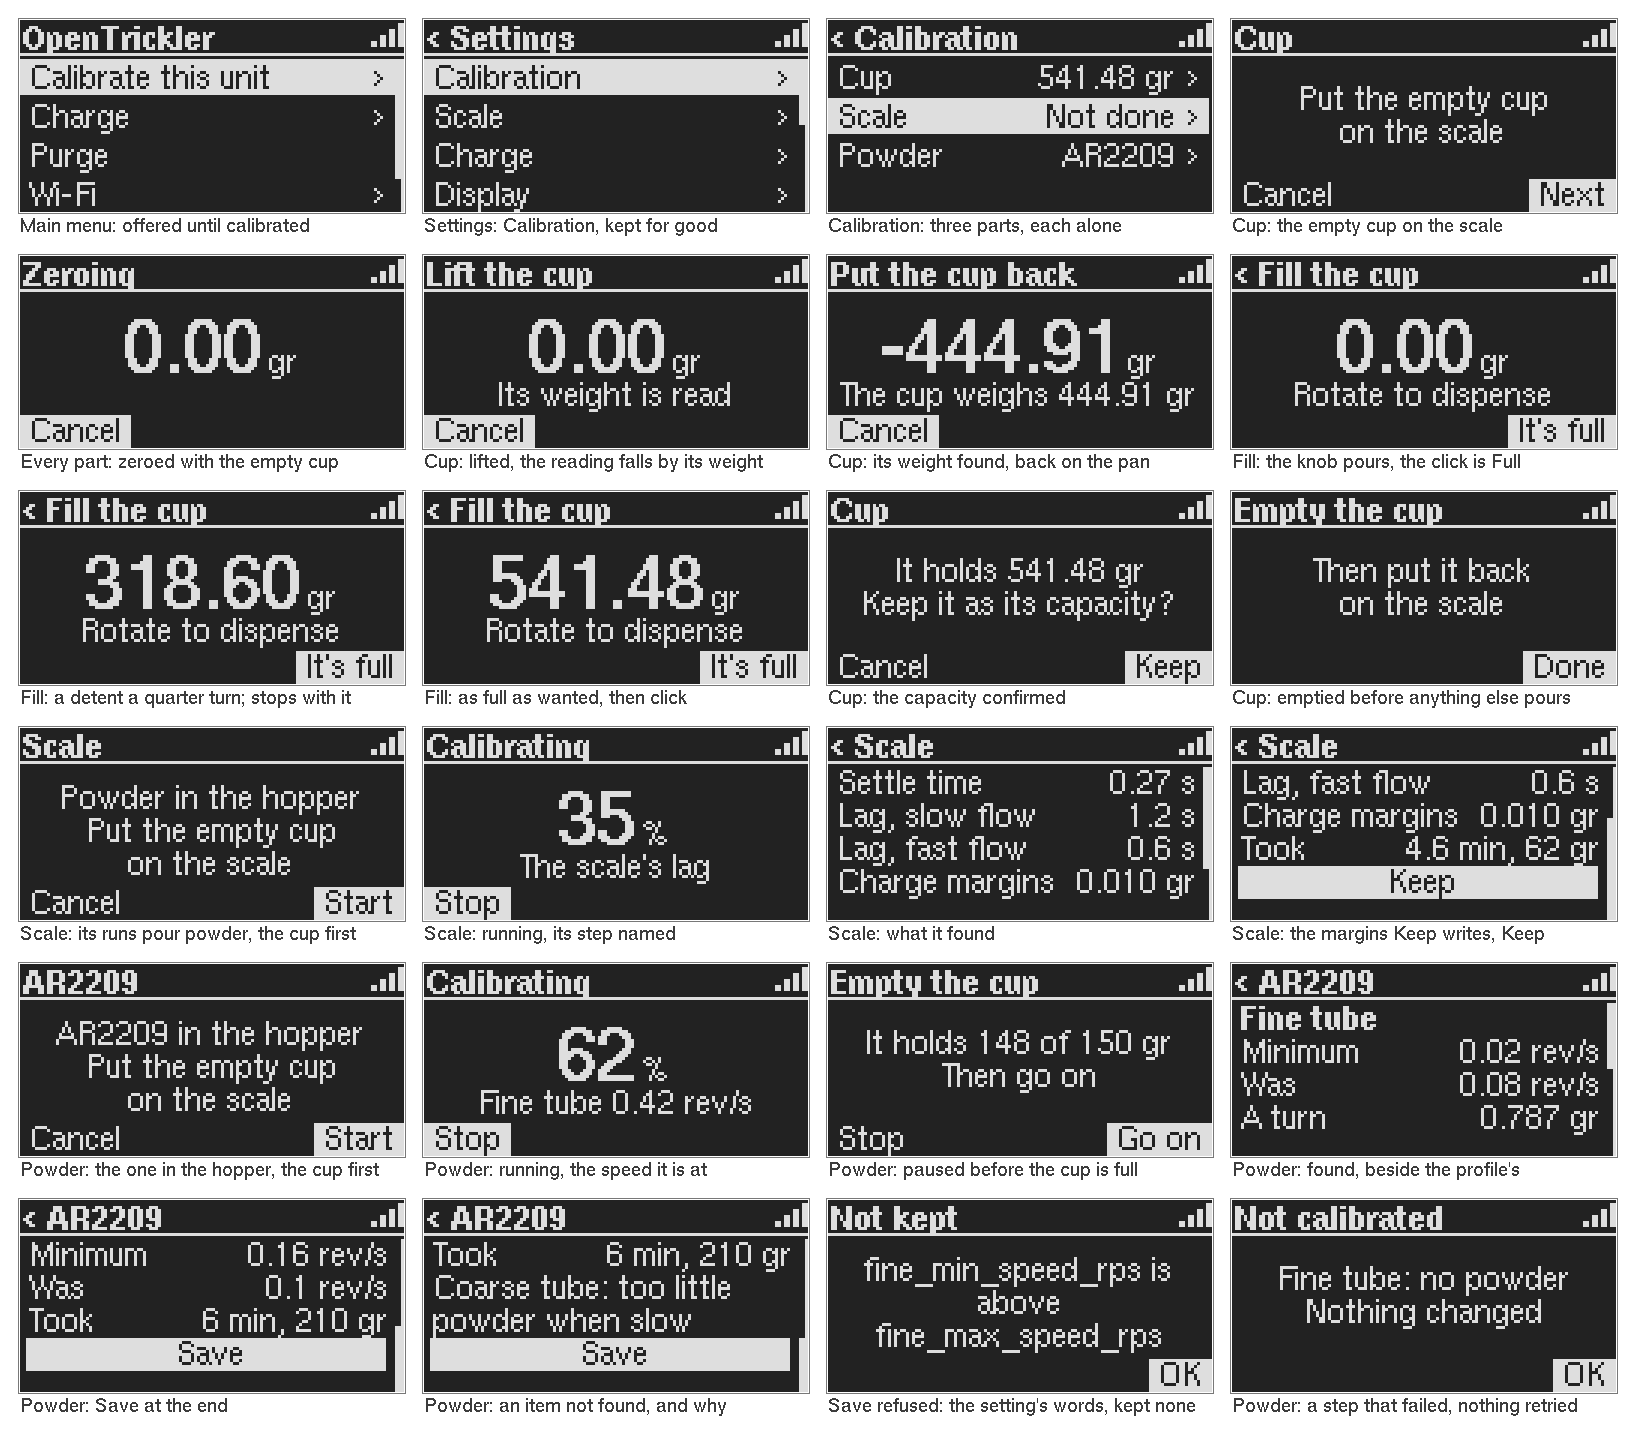 OpenTrickler
Calibrate this unit >
Charge >
Purge
Wi-Fi >
Main menu: offered until calibrated
< Settings
Calibration >
Scale >
Charge >
Display >
Settings: Calibration, kept for good
< Calibration
Cup 541.48 gr >
Scale Not done >
Powder AR2209 >
Calibration: three parts, each alone
Cup
Put the empty cup
on the scale
Cancel Next
Cup: the empty cup on the scale
Zeroing
0.00 gr
Cancel
Every part: zeroed with the empty cup
Lift the cup
0.00 gr
Its weight is read
Cancel
Cup: lifted, the reading falls by its weight
Put the cup back
-444.91 gr
The cup weighs 444.91 gr
Cancel
Cup: its weight found, back on the pan
< Fill the cup
0.00 gr
Rotate to dispense
It's full
Fill: the knob pours, the click is Full
< Fill the cup
318.60 gr
Rotate to dispense
It's full
Fill: a detent a quarter turn; stops with it
< Fill the cup
541.48 gr
Rotate to dispense
It's full
Fill: as full as wanted, then click
Cup
It holds 541.48 gr
Keep it as its capacity?
Cancel Keep
Cup: the capacity confirmed
Empty the cup
Then put it back
on the scale
Done
Cup: emptied before anything else pours
Scale
Powder in the hopper
Put the empty cup
on the scale
Cancel Start
Scale: its runs pour powder, the cup first
Calibrating
35 %
The scale's lag
Stop
Scale: running, its step named
< Scale
Settle time 0.27 s
Lag, slow flow 1.2 s
Lag, fast flow 0.6 s
Charge margins 0.010 gr
Scale: what it found
< Scale
Lag, fast flow 0.6 s
Charge margins 0.010 gr
Took 4.6 min, 62 gr
Keep
Scale: the margins Keep writes, Keep
AR2209
AR2209 in the hopper
Put the empty cup
on the scale
Cancel Start
Powder: the one in the hopper, the cup first
Calibrating
62 %
Fine tube 0.42 rev/s
Stop
Powder: running, the speed it is at
Empty the cup
It holds 148 of 150 gr
Then go on
Stop Go on
Powder: paused before the cup is full
< AR2209
Fine tube
Minimum 0.02 rev/s
Was 0.08 rev/s
A turn 0.787 gr
Powder: found, beside the profile's
< AR2209
Minimum 0.16 rev/s
Was 0.1 rev/s
Took 6 min, 210 gr
Save
Powder: Save at the end
< AR2209
Took 6 min, 210 gr
Coarse tube: too little
powder when slow
Save
Powder: an item not found, and why
Not kept
fine_min_speed_rps is
above
fine_max_speed_rps
OK
Save refused: the setting's words, kept none
Not calibrated
Fine tube: no powder
Nothing changed
OK
Powder: a step that failed, nothing retried